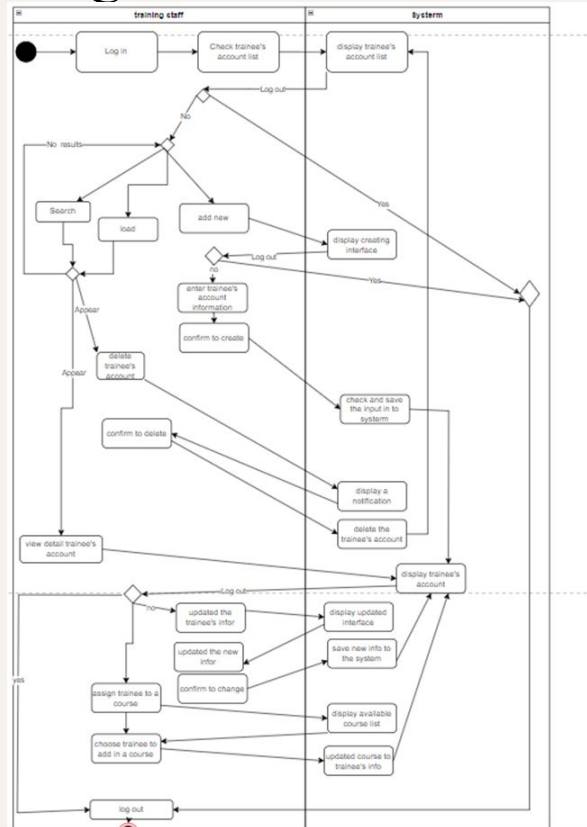 training staff
Systerm
Log in
Check trainee's
account list
display trainee's
account list
Log out
No
No results
Search
load
add new
Yes
display creating
interface
Log out
no
Yes
enter trainee's
account
information
Appear
confirm to create
delete
trainee's
account
Appear
check and save
the input in to
systerm
confirm to delete
display a
notification
delete the
trainee's account
view detail trainee's
account
display trainee's
account
Log out
no
updated the
trainee's infor
display updated
interface
updated the new
infor
save new info to
the system
yes
confirm to change
assign trainee to a
course
display available
course list
choose trainee to
add in a course
updated course to
trainee's info
log out